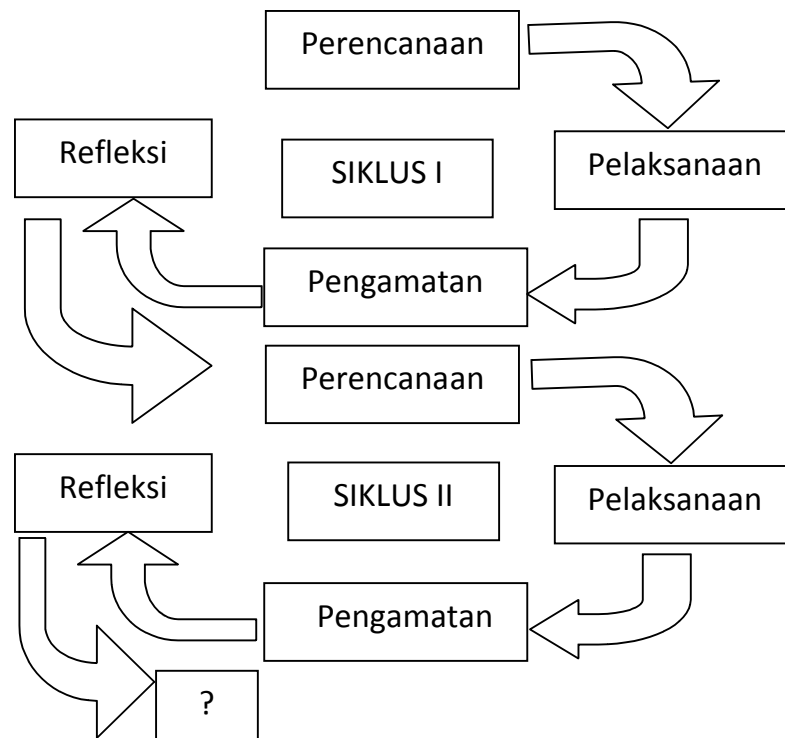 Perencanaan
Refleksi
SIKLUS I
Pelaksanaan
Pengamatan
Perencanaan
Refleksi
SIKLUS II
Pelaksanaan
Pengamatan
?